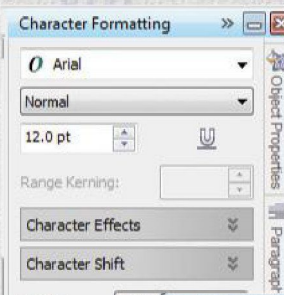 Character Formatting
O Arial
Normal
12.0 pt
U
Range Kerning:
Character Effects
Character Shift
Object Properties
Paragraph